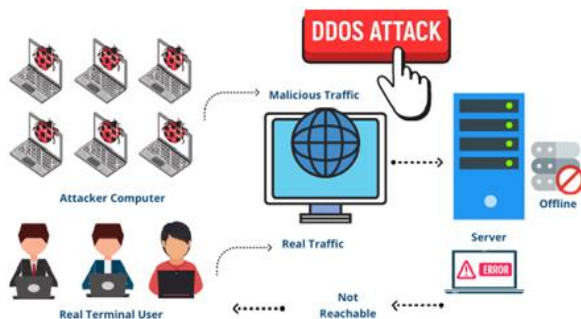 DDOS ATTACK
Malicious Traffic
Attacker Computer
Offline
Real Traffic
Server
ERROR
Not
Reachable
Real Terminal User